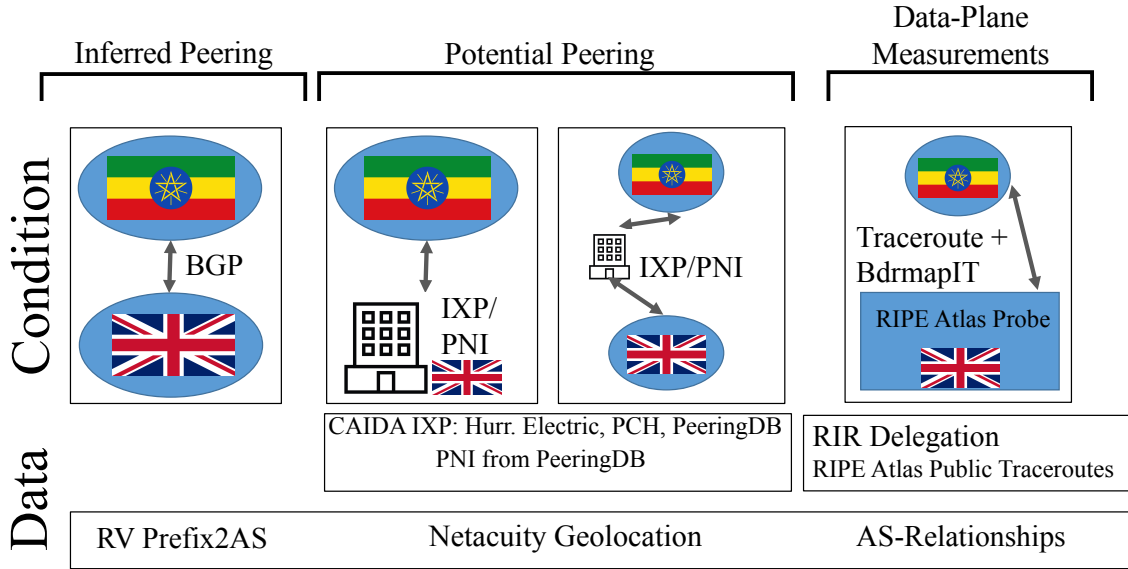 Inferred Peering
Potential Peering
Data-Plane
Measurements
Condition
BGP
IXP/
PNI
IXP/PNI
Traceroute +
BdrmapIT
RIPE Atlas Probe
Data
CAIDA IXP: Hurr. Electric, PCH, PeeringDB
PNI from PeeringDB
RIR Delegation
RIPE Atlas Public Traceroutes
RV Prefix2AS
Netacuity Geolocation
AS-Relationships